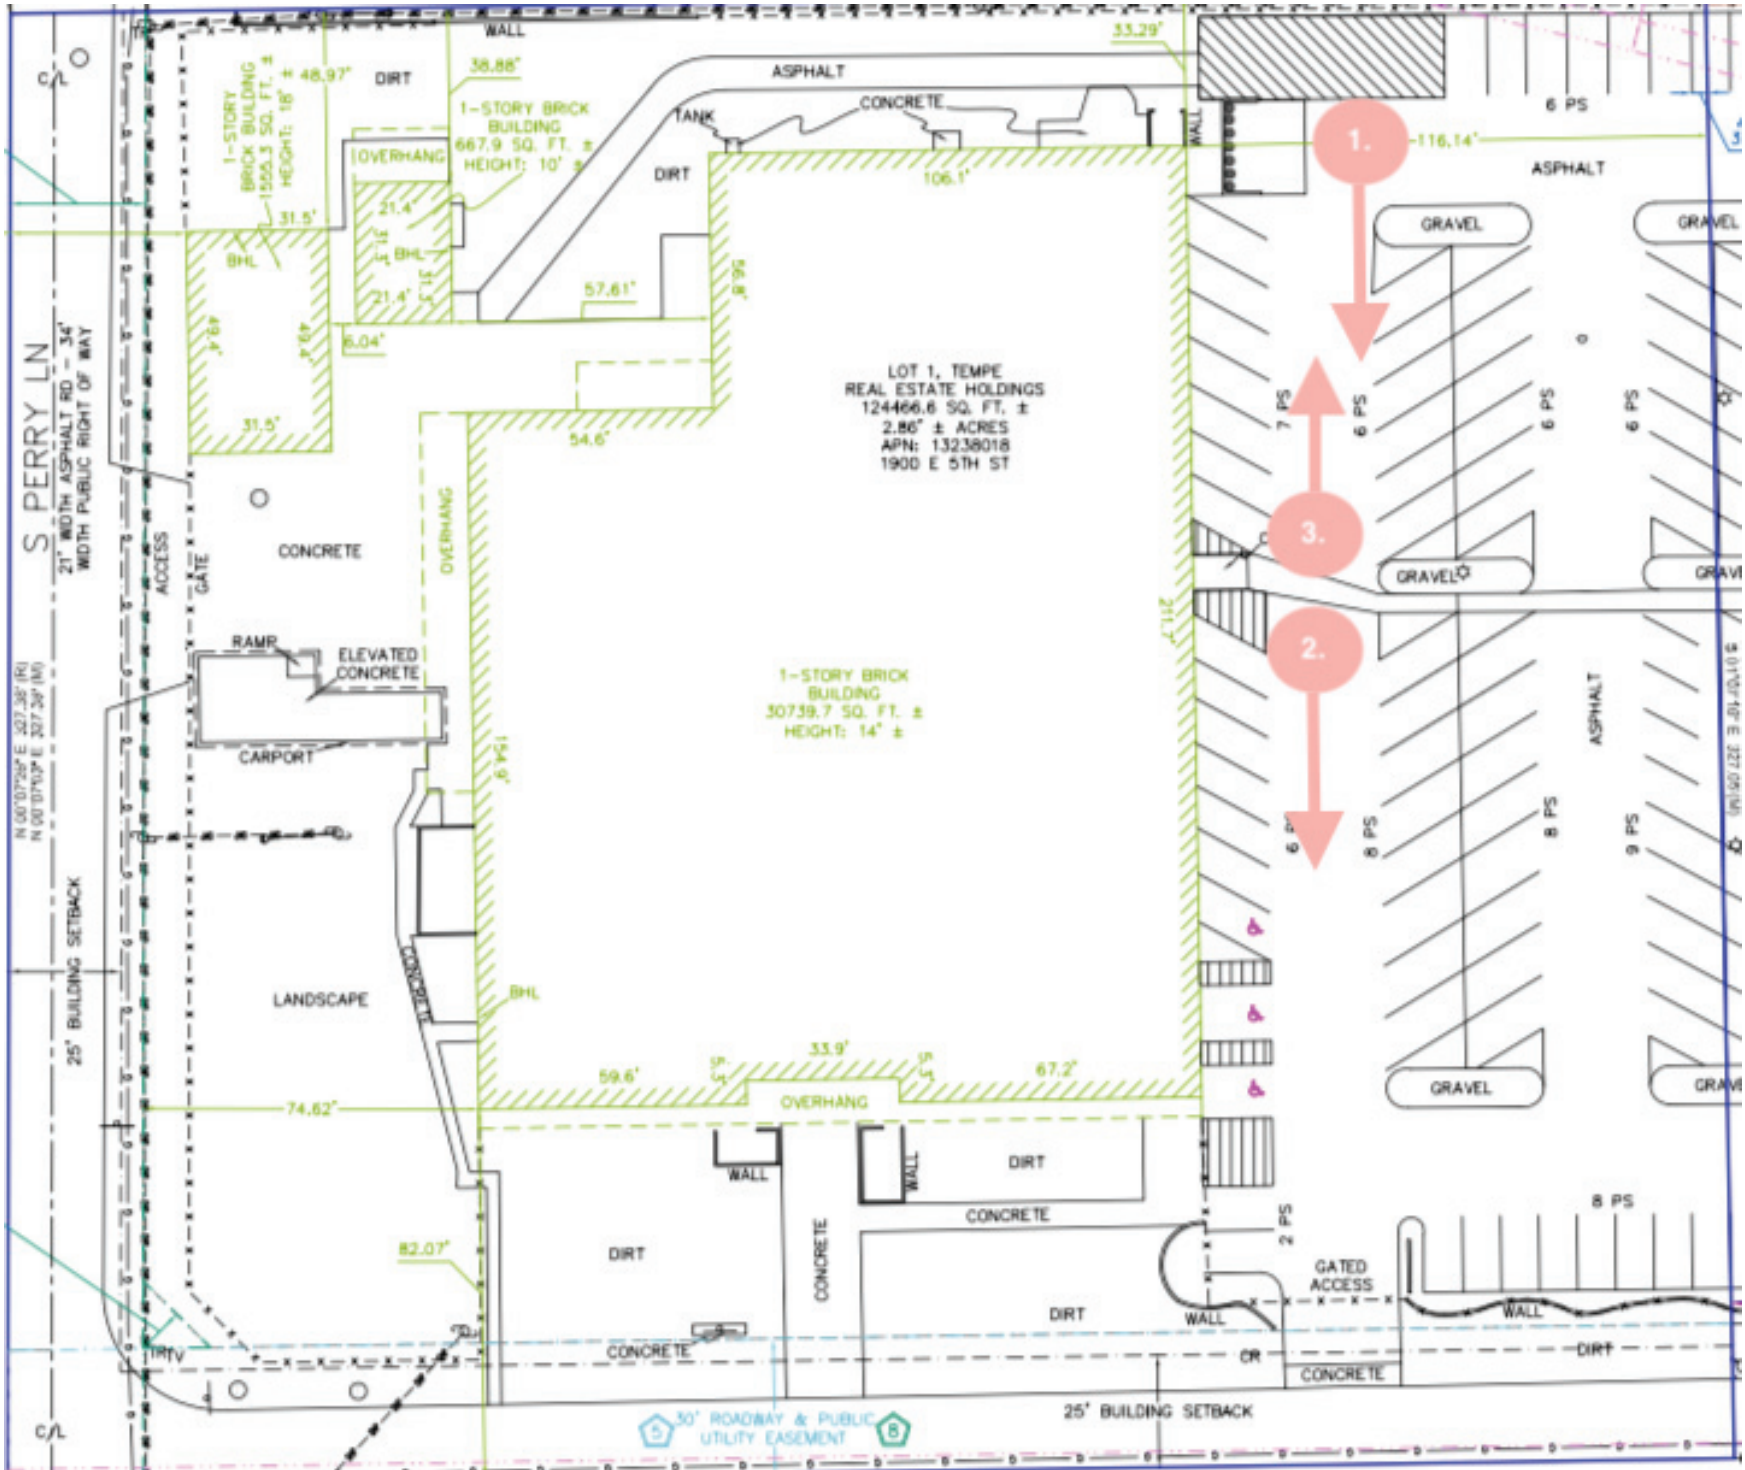 C/L
WALL
33.29'
1-STORY
BRICK BUILDING
1555.3 SQ. FT. ±
HEIGHT: 18' ±
48.97'
DIRT
38.88'
ASPHALT
6 PS
1-STORY BRICK
BUILDING
667.9 SQ. FT. ±
HEIGHT: 10' ±
TANK
CONCRETE
WALL
1.
116.14'
ASPHALT
OVERHANG
DIRT
106.1'
31.5'
21.4'
GRAVEL
GRAVEL
BHL
31.5'
BHL
31.5'
21.4'
57.61'
56.8'
49.4'
49.4'
6.04'
S PERRY LN
21' WIDTH ASPHALT RD - 34'
WIDTH PUBLIC RIGHT OF WAY
LOT 1, TEMPE
REAL ESTATE HOLDINGS
124466.6 SQ. FT. ±
2.86' ± ACRES
APN: 13238018
1900 E 5TH ST
7 PS
6 PS
6 PS
6 PS
31.5'
54.6'
OVERHANG
ACCESS
GATE
CONCRETE
3.
GRAVEL
211.7'
RAMP
ELEVATED
CONCRETE
2.
1-STORY BRICK
BUILDING
30739.7 SQ. FT. ±
HEIGHT: 14' ±
ASPHALT
CARPORT
154.9'
8 PS
8 PS
9 PS
25' BUILDING SETBACK
LANDSCAPE
CONCRETE
BHL
59.6'
5.3'
33.9'
5.3'
67.2'
OVERHANG
GRAVEL
74.62'
WALL
WALL
DIRT
CONCRETE
8 PS
2 PS
82.07'
DIRT
CONCRETE
GATED
ACCESS
DIRT
WALL
WALL
CONCRETE
CR
DIRT
CONCRETE
C/L
5
30' ROADWAY & PUBLIC
UTILITY EASEMENT
8
25' BUILDING SETBACK